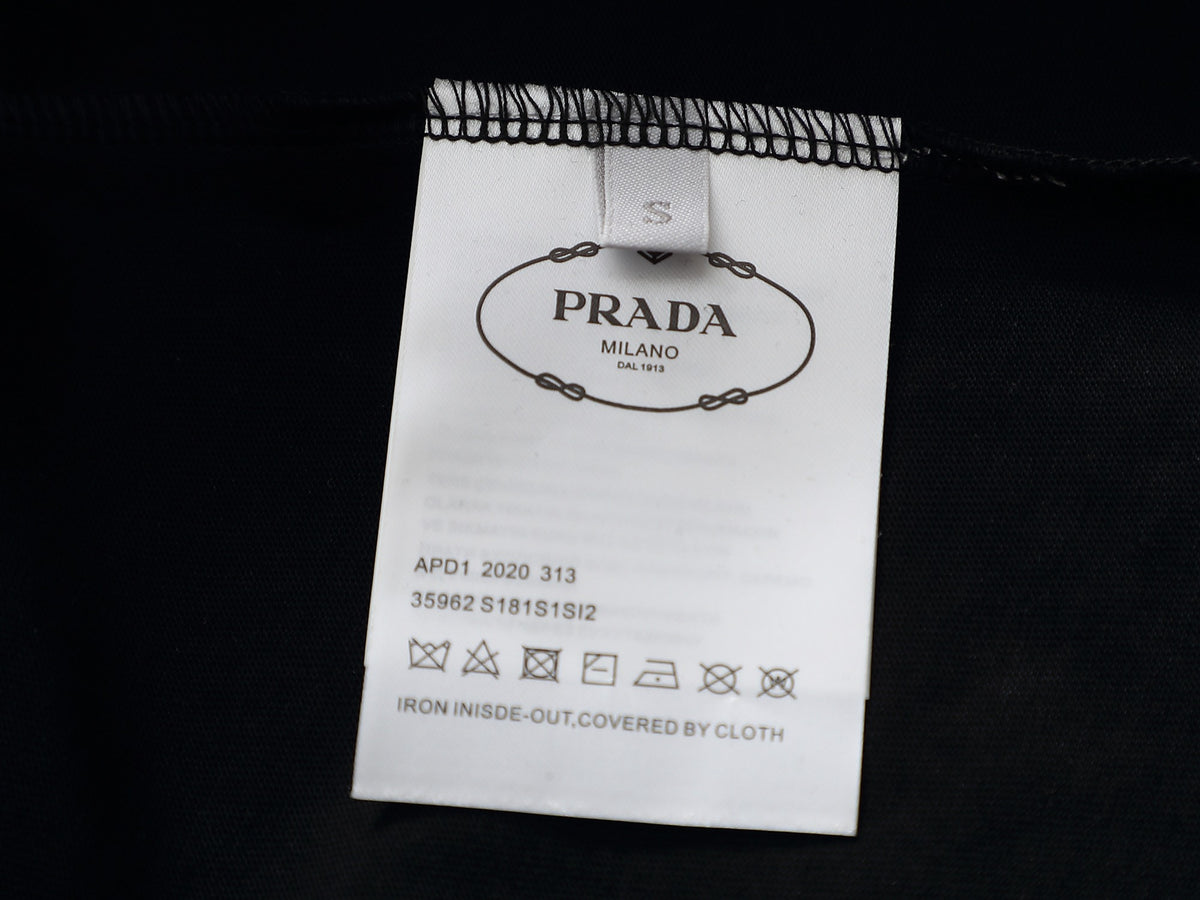 S
PRADA
MILANO
DAL 1913
APD1 2020 313
35962 S181S1SI2
IRON INISDE-OUT,COVERED BY CLOTH